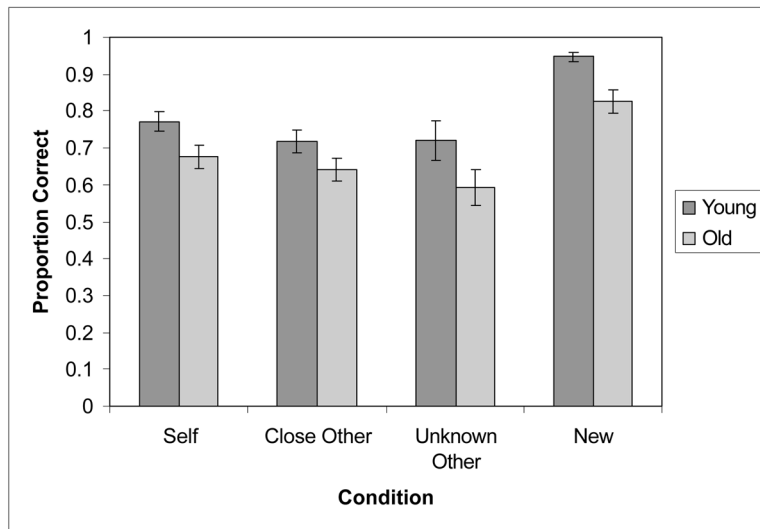 1
0.9
0.8
0.7
0.6
0.5
0.4
0.3
0.2
0.1
0
Proportion Correct
Self
Close Other
Unknown
Other
New
Condition
Young
Old